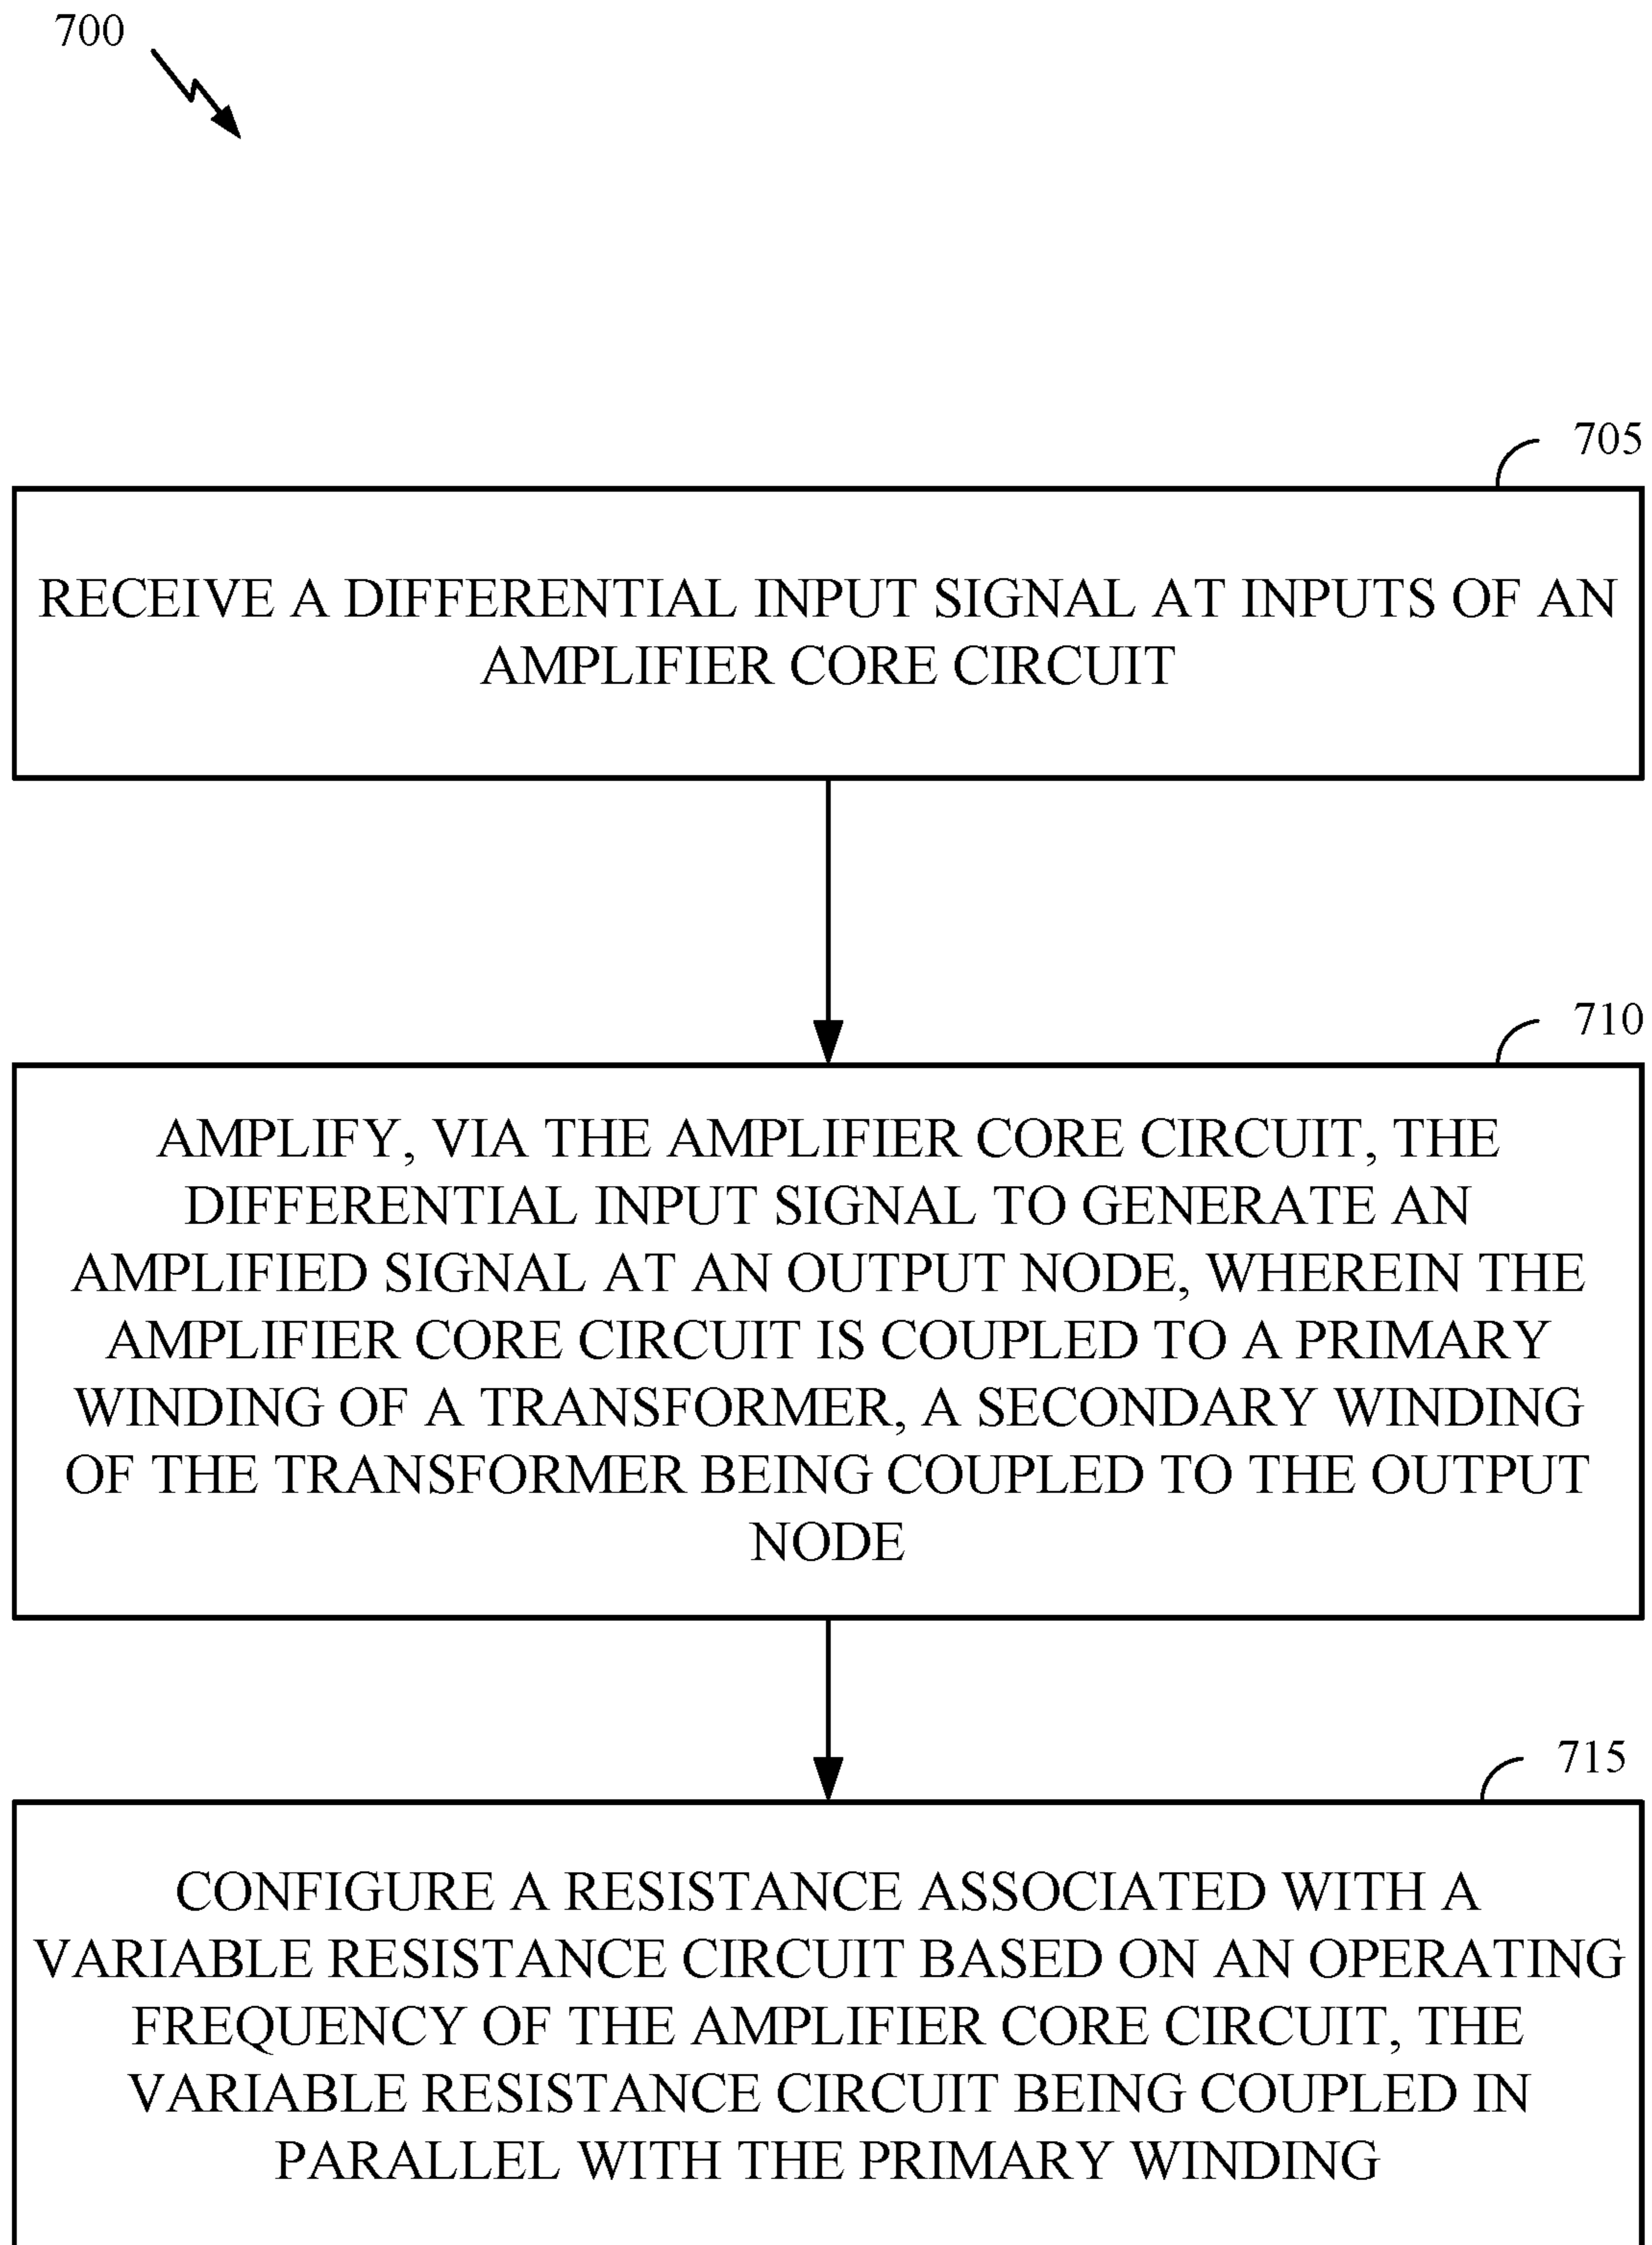 700
705
RECEIVE A DIFFERENTIAL INPUT SIGNAL AT INPUTS OF AN
AMPLIFIER CORE CIRCUIT
710
AMPLIFY, VIA THE AMPLIFIER CORE CIRCUIT, THE
DIFFERENTIAL INPUT SIGNAL TO GENERATE AN
AMPLIFIED SIGNAL AT AN OUTPUT NODE, WHEREIN THE
AMPLIFIER CORE CIRCUIT IS COUPLED TO A PRIMARY
WINDING OF A TRANSFORMER, A SECONDARY WINDING
OF THE TRANSFORMER BEING COUPLED TO THE OUTPUT
NODE
715
CONFIGURE A RESISTANCE ASSOCIATED WITH A
VARIABLE RESISTANCE CIRCUIT BASED ON AN OPERATING
FREQUENCY OF THE AMPLIFIER CORE CIRCUIT, THE
VARIABLE RESISTANCE CIRCUIT BEING COUPLED IN
PARALLEL WITH THE PRIMARY WINDING